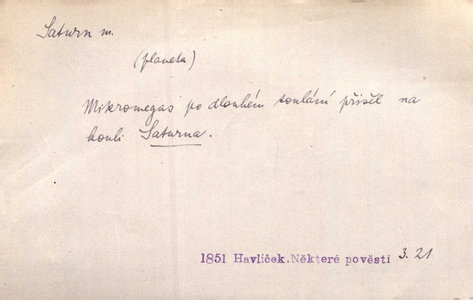 Saturn m.
(planeta)
Mikromegas po dlouhém toulání přišel na
kouli Saturna.
1851 Havlíček.Některé pověsti 3.21